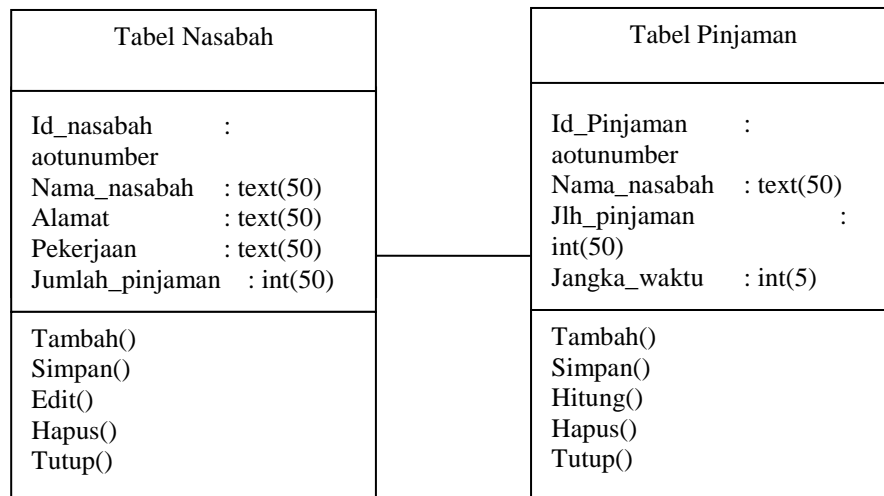 Tabel Nasabah
Id_nasabah :
aotunumber
Nama_nasabah : text(50)
Alamat : text(50)
Pekerjaan : text(50)
Jumlah_pinjaman : int(50)
Tambah()
Simpan()
Edit()
Hapus()
Tutup()
Tabel Pinjaman
Id_Pinjaman :
aotunumber
Nama_nasabah : text(50)
Jlh_pinjaman :
int(50)
Jangka_waktu : int(5)
Tambah()
Simpan()
Hitung()
Hapus()
Tutup()